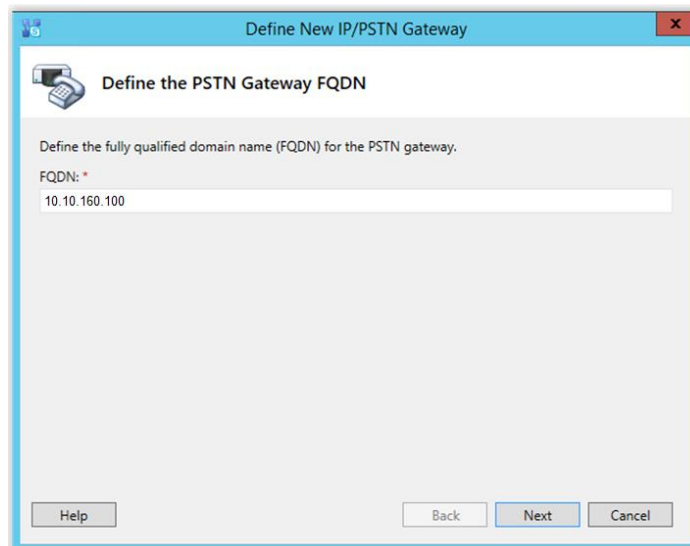 Define New IP/PSTN Gateway
x
Define the PSTN Gateway FQDN
Define the fully qualified domain name (FQDN) for the PSTN gateway.
FQDN: *
10.10.160.100
Help Back Next Cancel